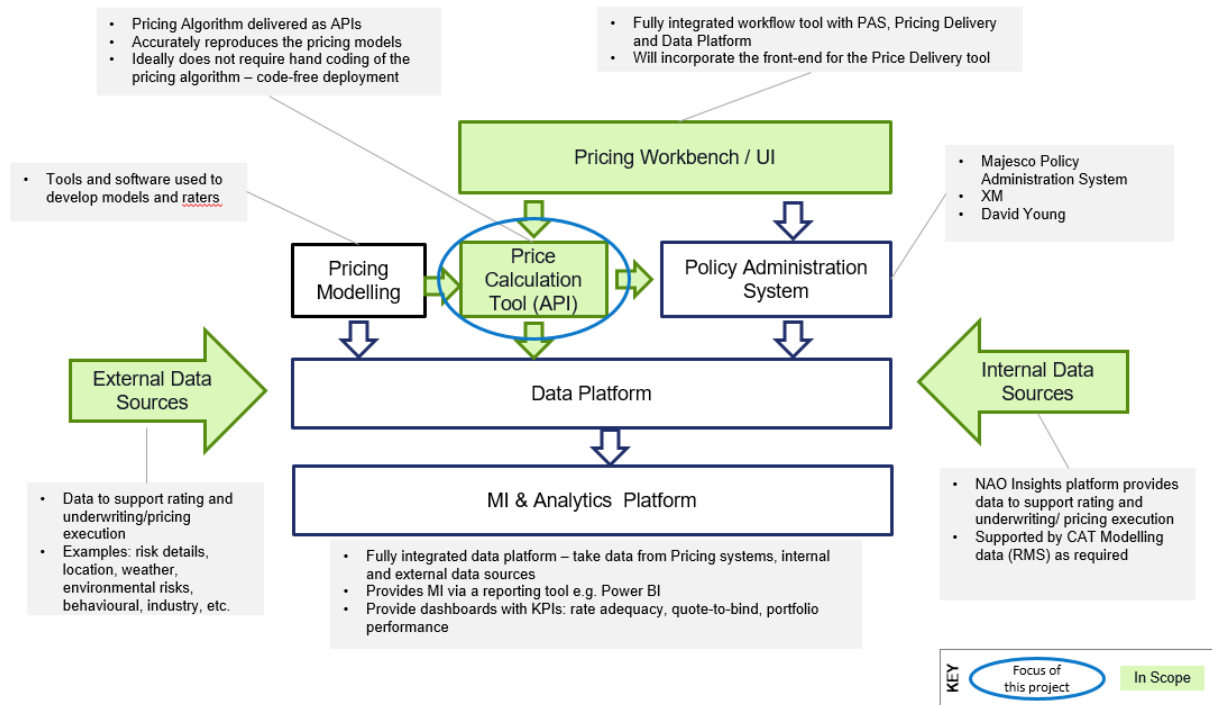 • Pricing Algorithm delivered as APIs
• Accurately reproduces the pricing models
• Ideally does not require hand coding of the
pricing algorithm – code-free deployment
• Fully integrated workflow tool with PAS, Pricing Delivery
and Data Platform
• Will incorporate the front-end for the Price Delivery tool
Pricing Workbench / UI
• Tools and software used to
develop models and raters
• Majesco Policy
Administration System
• XM
• David Young
Pricing
Modelling
Price
Calculation
Tool (API)
Policy Administration
System
External Data
Sources
Data Platform
Internal Data
Sources
MI & Analytics Platform
• Data to support rating and
underwriting/pricing
execution
• Examples: risk details,
location, weather,
environmental risks,
behavioural, industry, etc.
• Fully integrated data platform – take data from Pricing systems, internal
and external data sources
• Provides MI via a reporting tool e.g. Power BI
• Provide dashboards with KPIs: rate adequacy, quote-to-bind, portfolio
performance
• NAO Insights platform provides
data to support rating and
underwriting/ pricing execution
• Supported by CAT Modelling
data (RMS) as required
KEY
Focus of
this project
In Scope